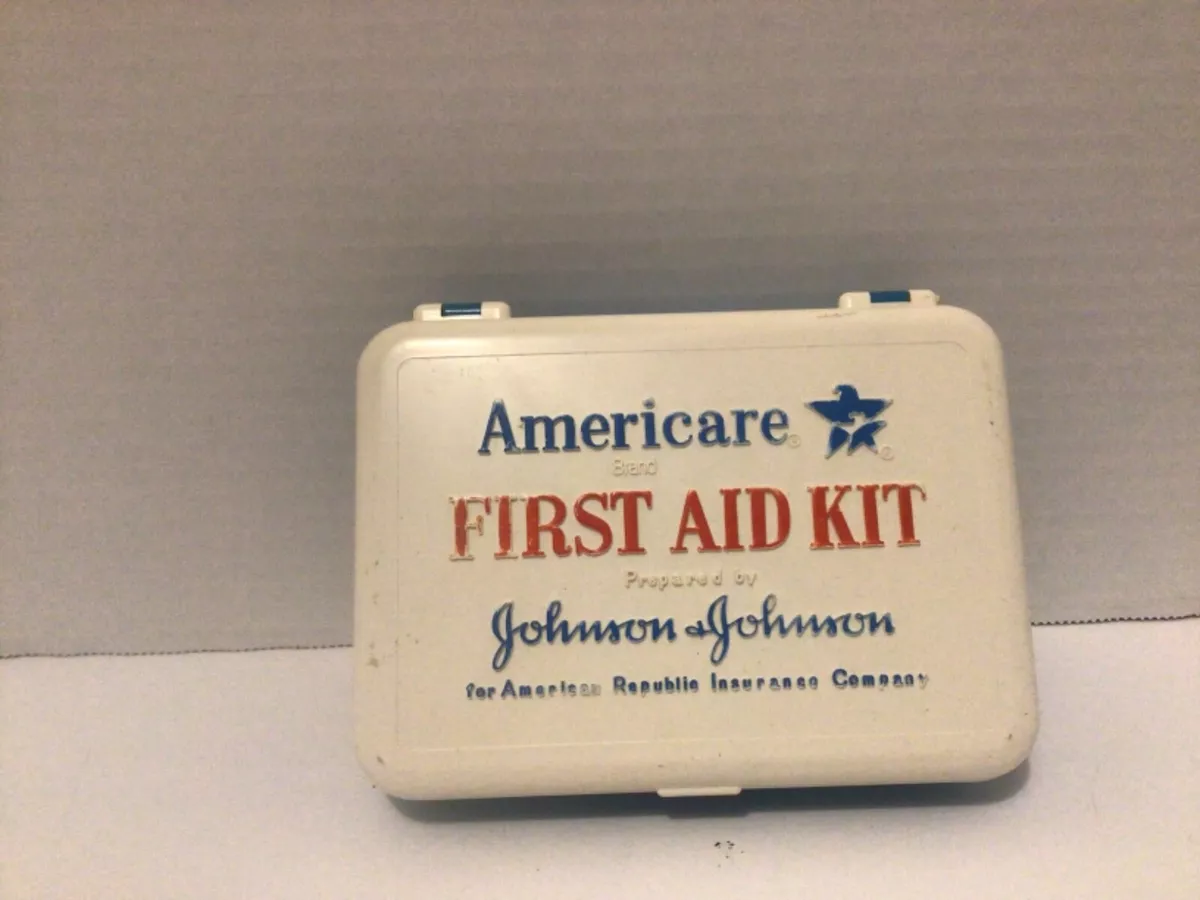 Americare®
Brand
FIRST AID KIT
Prepared by
Johnson & Johnson
for American Republic Insurance Company